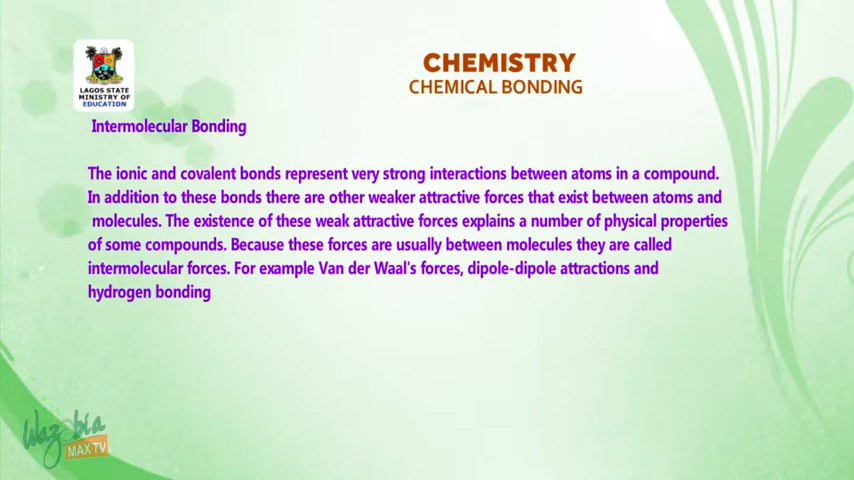 LAGOS STATE
MINISTRY OF
EDUCATION
CHEMISTRY
CHEMICAL BONDING
Intermolecular Bonding
The ionic and covalent bonds represent very strong interactions between atoms in a compound.
In addition to these bonds there are other weaker attractive forces that exist between atoms and
molecules. The existence of these weak attractive forces explains a number of physical properties
of some compounds. Because these forces are usually between molecules they are called
intermolecular forces. For example Van der Waal's forces, dipole-dipole attractions and
hydrogen bonding
Wazobia
MAX TV